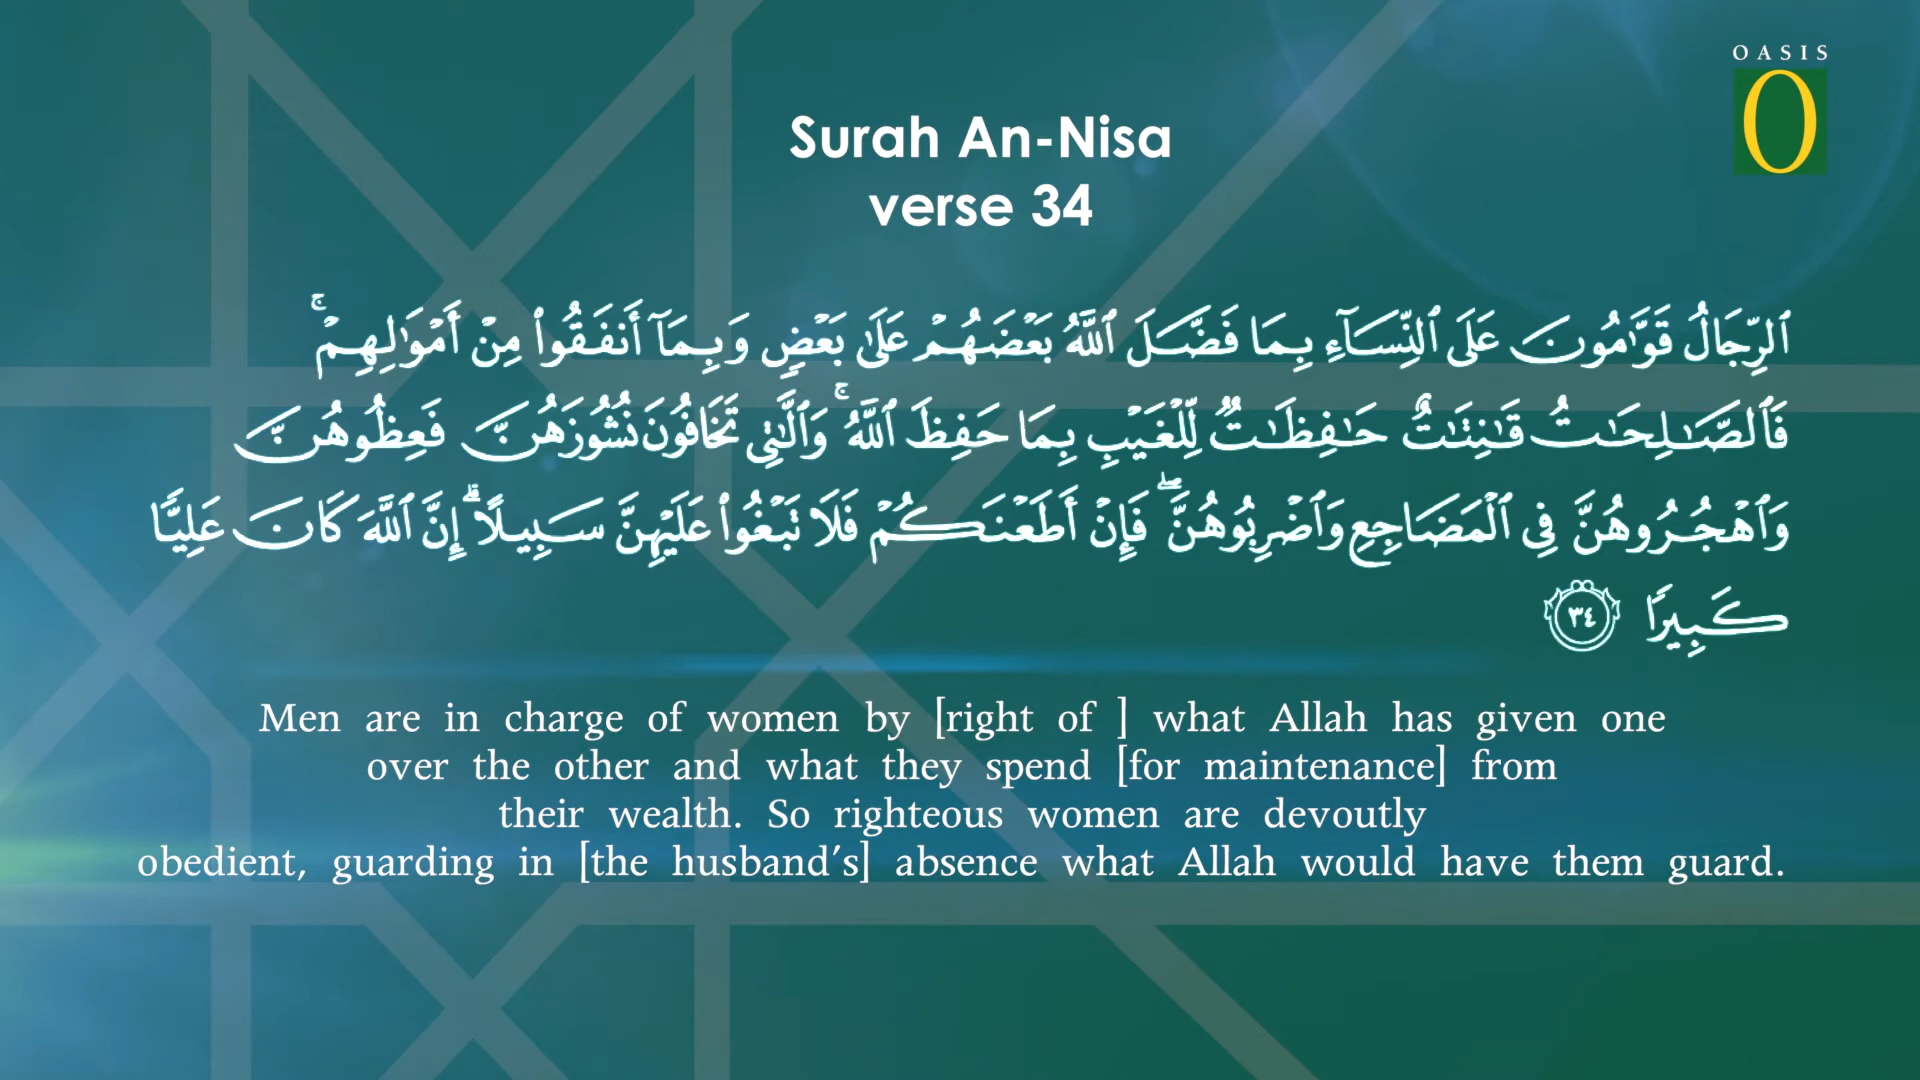 OASIS
O
Surah An-Nisa
verse 34
ٱلرِّجَالُ قَوَّٰمُونَ عَلَى ٱلنِّسَآءِ بِمَا فَضَّلَ ٱللَّهُ بَعْضَهُمْ عَلَىٰ بَعْضٍ وَبِمَآ أَنفَقُوا۟ مِنْ أَمْوَٰلِهِمْ ۚ
فَٱلصَّـٰلِحَـٰتُ قَـٰنِتَـٰتٌ حَـٰفِظَـٰتٌ لِّلْغَيْبِ بِمَا حَفِظَ ٱللَّهُ ۚ وَٱلَّـٰتِى تَخَافُونَ نُشُوزَهُنَّ فَعِظُوهُنَّ
وَٱهْجُرُوهُنَّ فِى ٱلْمَضَاجِعِ وَٱضْرِبُوهُنَّ ۖ فَإِنْ أَطَعْنَكُمْ فَلَا تَبْغُوا۟ عَلَيْهِنَّ سَبِيلًا ۗ إِنَّ ٱللَّهَ كَانَ عَلِيًّا
كَبِيرًا ٣٤
Men are in charge of women by [right of ] what Allah has given one
over the other and what they spend [for maintenance] from
their wealth. So righteous women are devoutly
obedient, guarding in [the husband's] absence what Allah would have them guard.